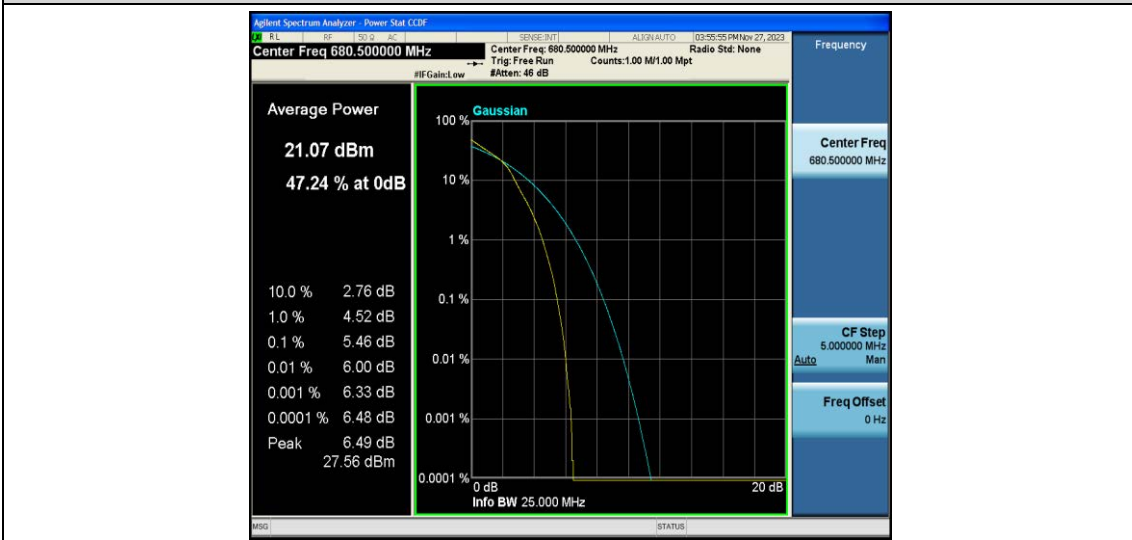 Agilent Spectrum Analyzer - Power Stat CCDF
RL RF 50 Ω AC SENSE:INT ALIGN AUTO 03:55:55 PM Nov 27, 2023
Center Freq 680.500000 MHz
Center Freq: 680.500000 MHz Radio Std: None
Trig: Free Run Counts:1.00 M/1.00 Mpt
#IFGain:Low #Atten: 46 dB
Frequency
Average Power
21.07 dBm
47.24 % at 0dB
10.0 % 2.76 dB
1.0 % 4.52 dB
0.1 % 5.46 dB
0.01 % 6.00 dB
0.001 % 6.33 dB
0.0001 % 6.48 dB
Peak 6.49 dB
27.56 dBm
Gaussian
100 %
10 %
1 %
0.1 %
0.01 %
0.001 %
0.0001 %
0 dB 20 dB
Info BW 25.000 MHz
Center Freq
680.500000 MHz
CF Step
5.000000 MHz
Auto Man
Freq Offset
0 Hz
MSG STATUS